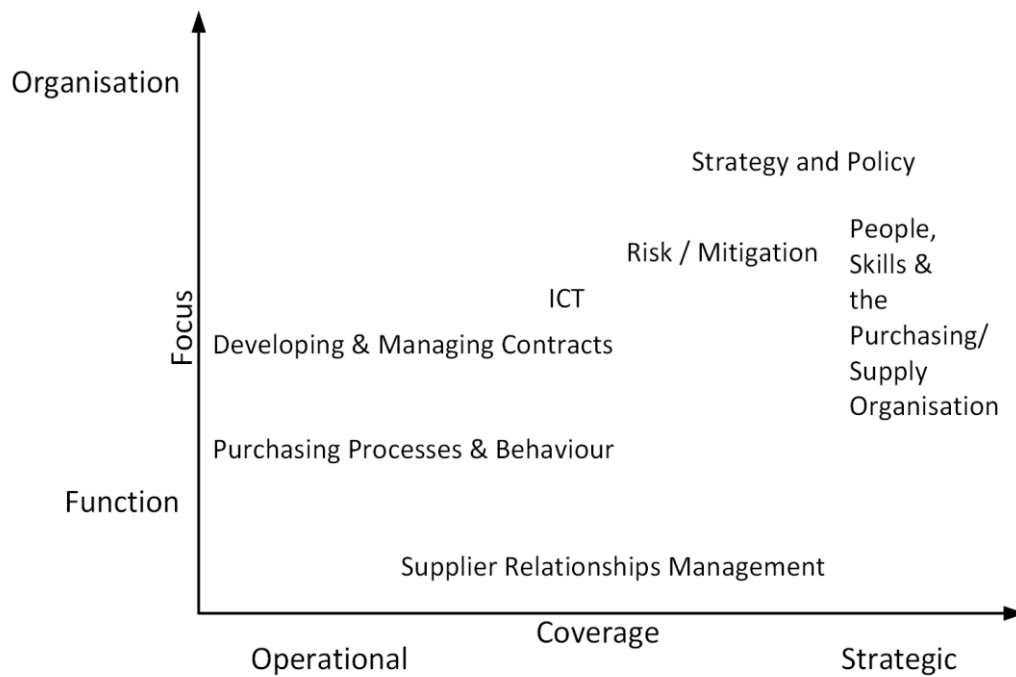 Organisation
Strategy and Policy
People,
Skills &
the
Purchasing/
Supply
Organisation
Risk / Mitigation
ICT
Focus
Developing & Managing Contracts
Purchasing Processes & Behaviour
Function
Supplier Relationships Management
Coverage
Operational
Strategic